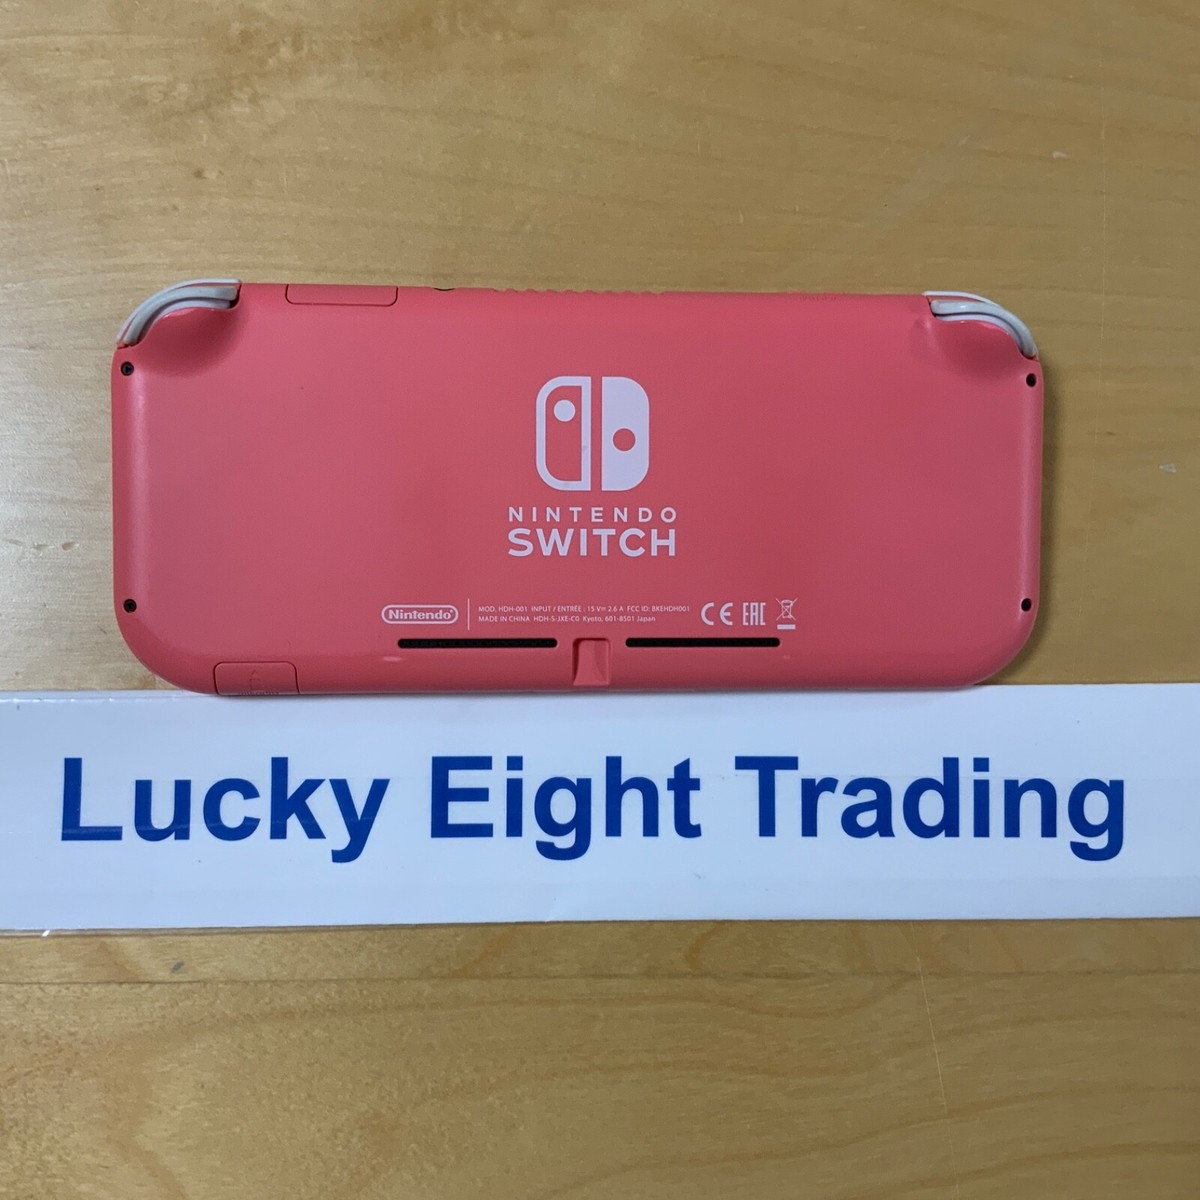 NINTENDO
SWITCH
Nintendo
MOD. HDH-001 INPUT / ENTRÉE : 15 V⎓ 2.6 A FCC ID: BKEHDH001
MADE IN CHINA HDH-S-JXE-C0 Kyoto, 601-8501 Japan
CE EAC
Lucky Eight Trading